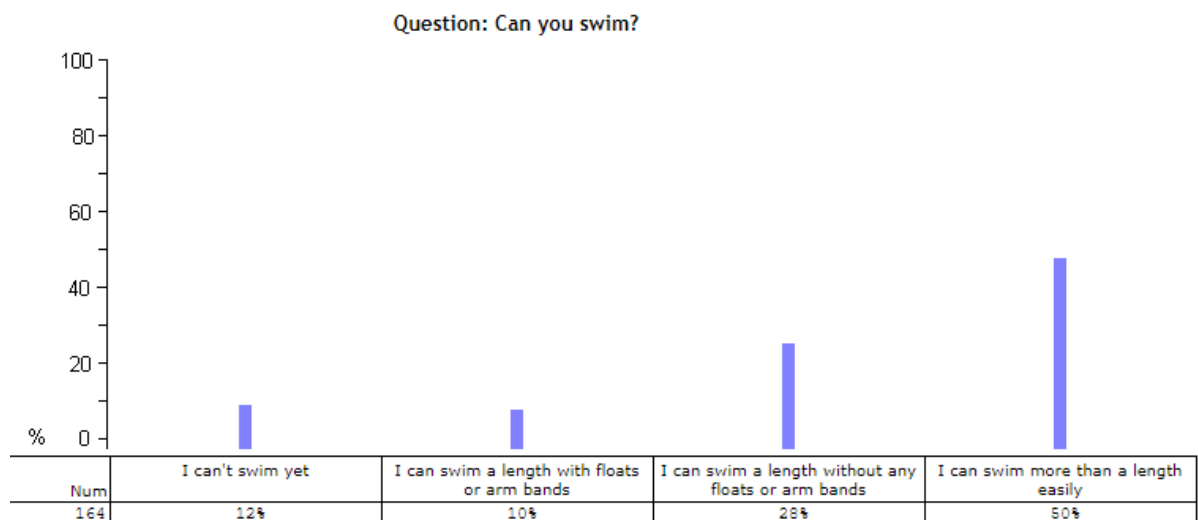 Question: Can you swim?
100
80
60
40
20
% 0
I can't swim yet
I can swim a length with floats
or arm bands
I can swim a length without any
floats or arm bands
I can swim more than a length
easily
Num
164 12% 10% 28% 50%